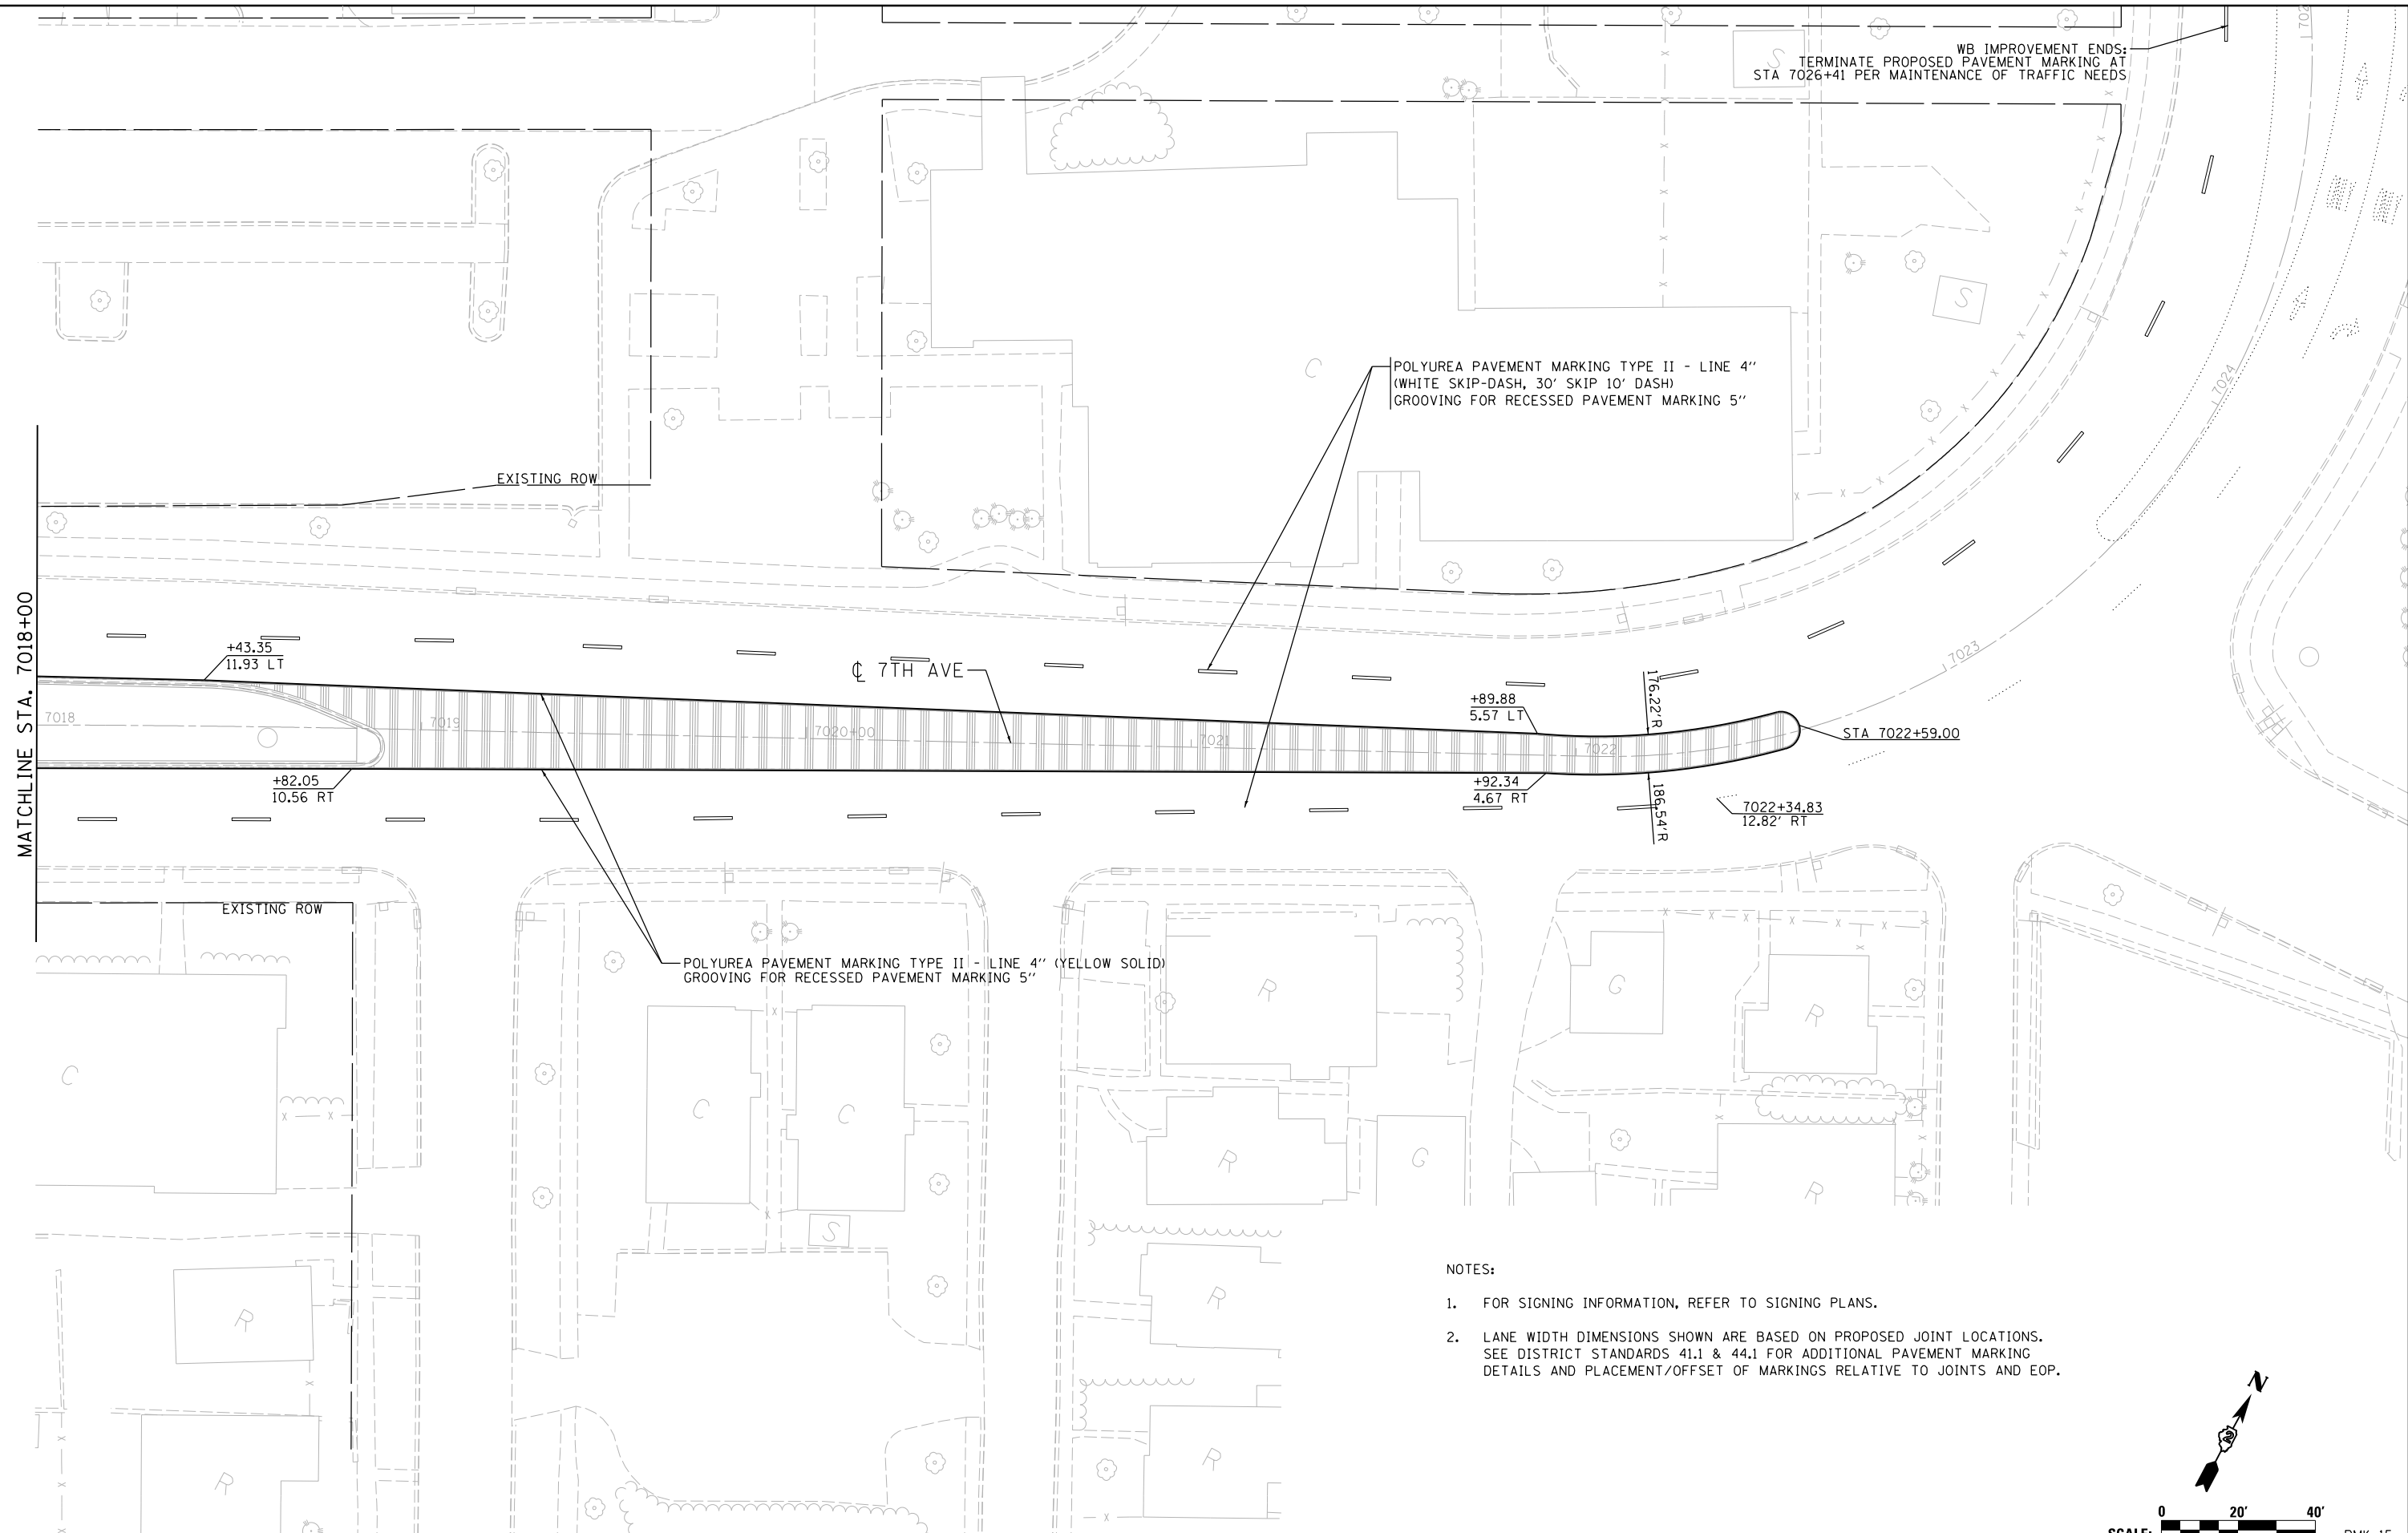 WB IMPROVEMENT ENDS:
TERMINATE PROPOSED PAVEMENT MARKING AT
STA 7026+41 PER MAINTENANCE OF TRAFFIC NEEDS
S
S
C
7024
POLYUREA PAVEMENT MARKING TYPE II - LINE 4''
(WHITE SKIP-DASH, 30' SKIP 10' DASH)
GROOVING FOR RECESSED PAVEMENT MARKING 5''
EXISTING ROW
MATCHLINE STA. 7018+00
+43.35
11.93 LT
℄ 7TH AVE
7018
7019
7020+00
7021
7022
7023
+89.88
5.57 LT
176.22'R
STA 7022+59.00
+82.05
10.56 RT
+92.34
4.67 RT
186.54'R
7022+34.83
12.82' RT
EXISTING ROW
POLYUREA PAVEMENT MARKING TYPE II - LINE 4'' (YELLOW SOLID)
GROOVING FOR RECESSED PAVEMENT MARKING 5''
C
C
C
S
R
G
R
R
G
R
R
R
R
R
NOTES:
1. FOR SIGNING INFORMATION, REFER TO SIGNING PLANS.
2. LANE WIDTH DIMENSIONS SHOWN ARE BASED ON PROPOSED JOINT LOCATIONS.
SEE DISTRICT STANDARDS 41.1 & 44.1 FOR ADDITIONAL PAVEMENT MARKING
DETAILS AND PLACEMENT/OFFSET OF MARKINGS RELATIVE TO JOINTS AND EOP.
N
2
0 20' 40'
SCALE: